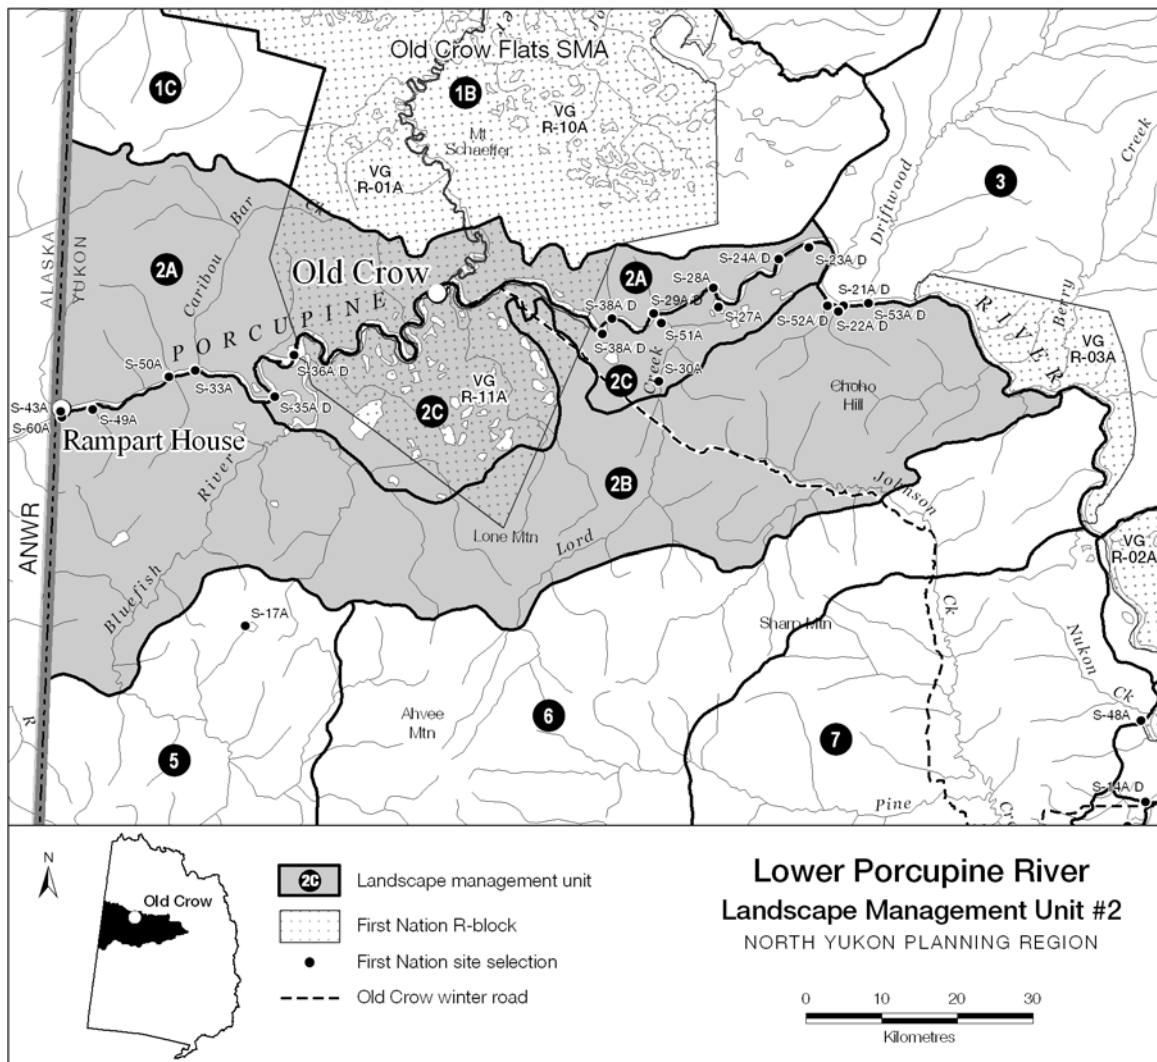 Old Crow Flats SMA
1C
1B
Mt
Schaeffer
VG
R-10A
VG
R-01A
3
Driftwood
Creek
Berry
Bar
Ck
Caribou
ALASKA
YUKON
2A
Old Crow
PORCUPINE
RIVER
2A
S-24A/D
S-23A/D
S-28A
S-38A/D
S-29A/D
S-27A
S-21A/D
S-52A/D
S-53A/D
S-22A/D
S-38A/D
S-51A
S-30A
Creek
VG
R-03A
S-50A
S-33A
S-36A/D
S-35A/D
S-43A
S-60A
S-49A
Rampart House
VG
R-11A
2C
2C
Choho
Hill
2B
River
Bluefish
Johnson
Ck
Lone Mtn
Lord
ANWR
VG
R-02A
S-17A
Sharp Mtn
Nukon
Ck
S-48A
R
Ahvee
Mtn
5
6
7
S-14A/D
Pine
Cre
N
Old Crow
2C
Landscape management unit
First Nation R-block
First Nation site selection
Old Crow winter road
Lower Porcupine River
Landscape Management Unit #2
NORTH YUKON PLANNING REGION
0 10 20 30
Kilometres